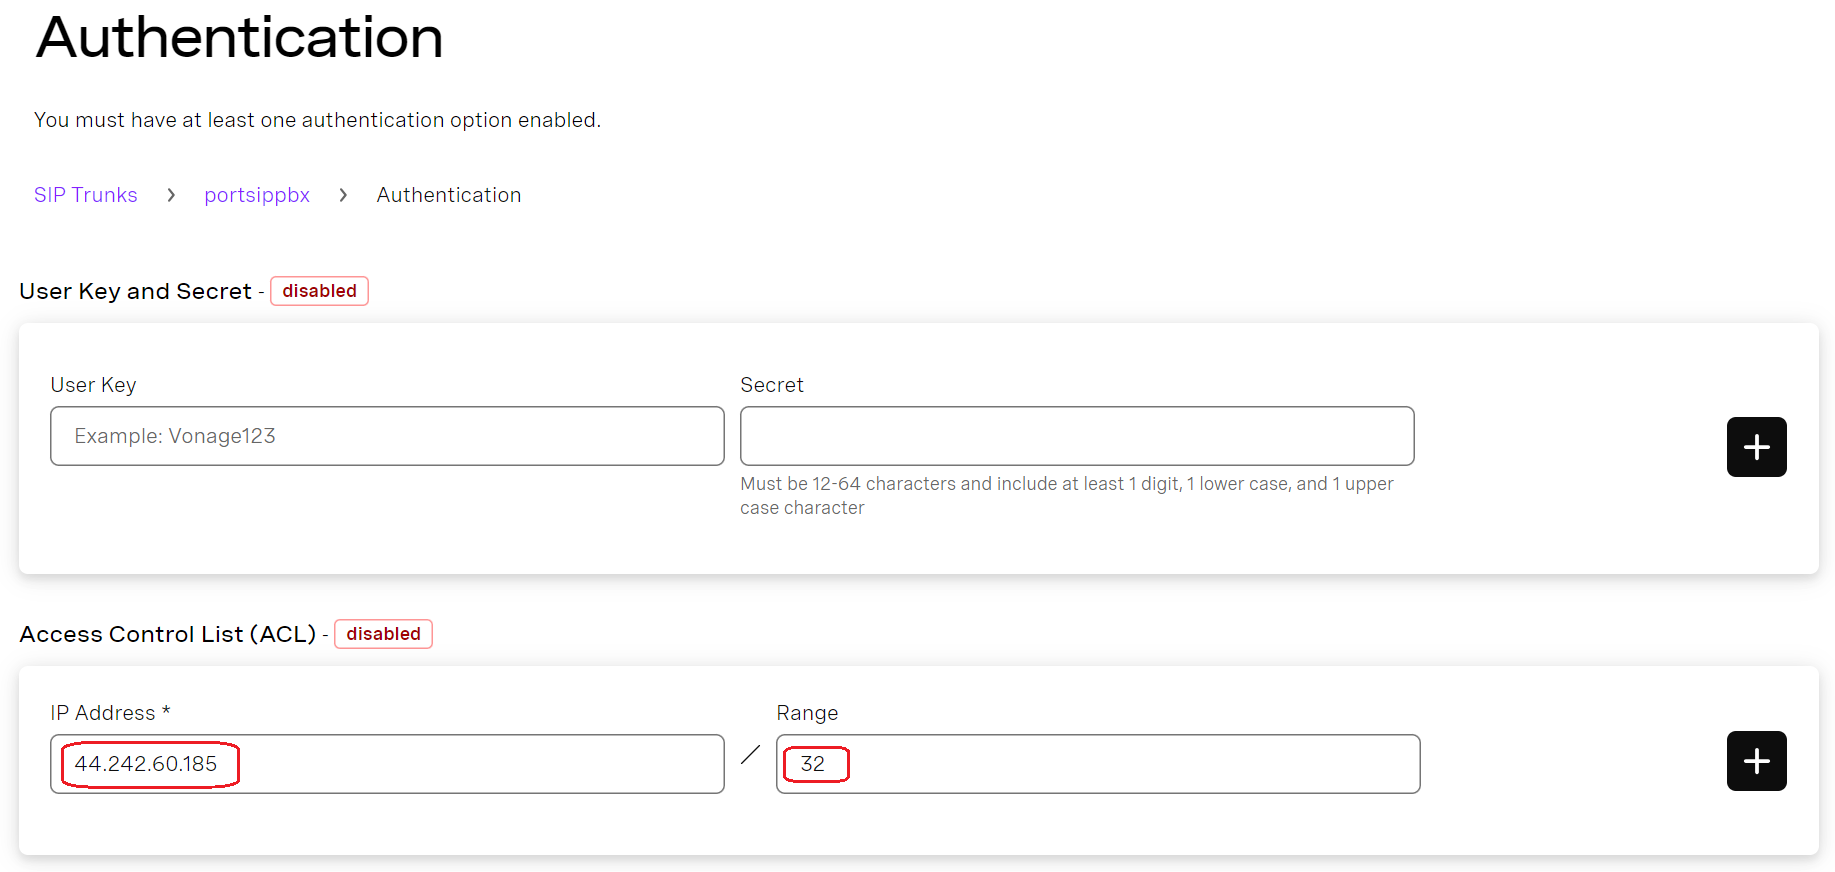 Authentication
You must have at least one authentication option enabled.
SIP Trunks > portsippbx > Authentication
User Key and Secret - disabled
User Key
Secret
Example: Vonage123
Must be 12-64 characters and include at least 1 digit, 1 lower case, and 1 upper
case character
Access Control List (ACL) - disabled
IP Address *
Range
44.242.60.185 / 32